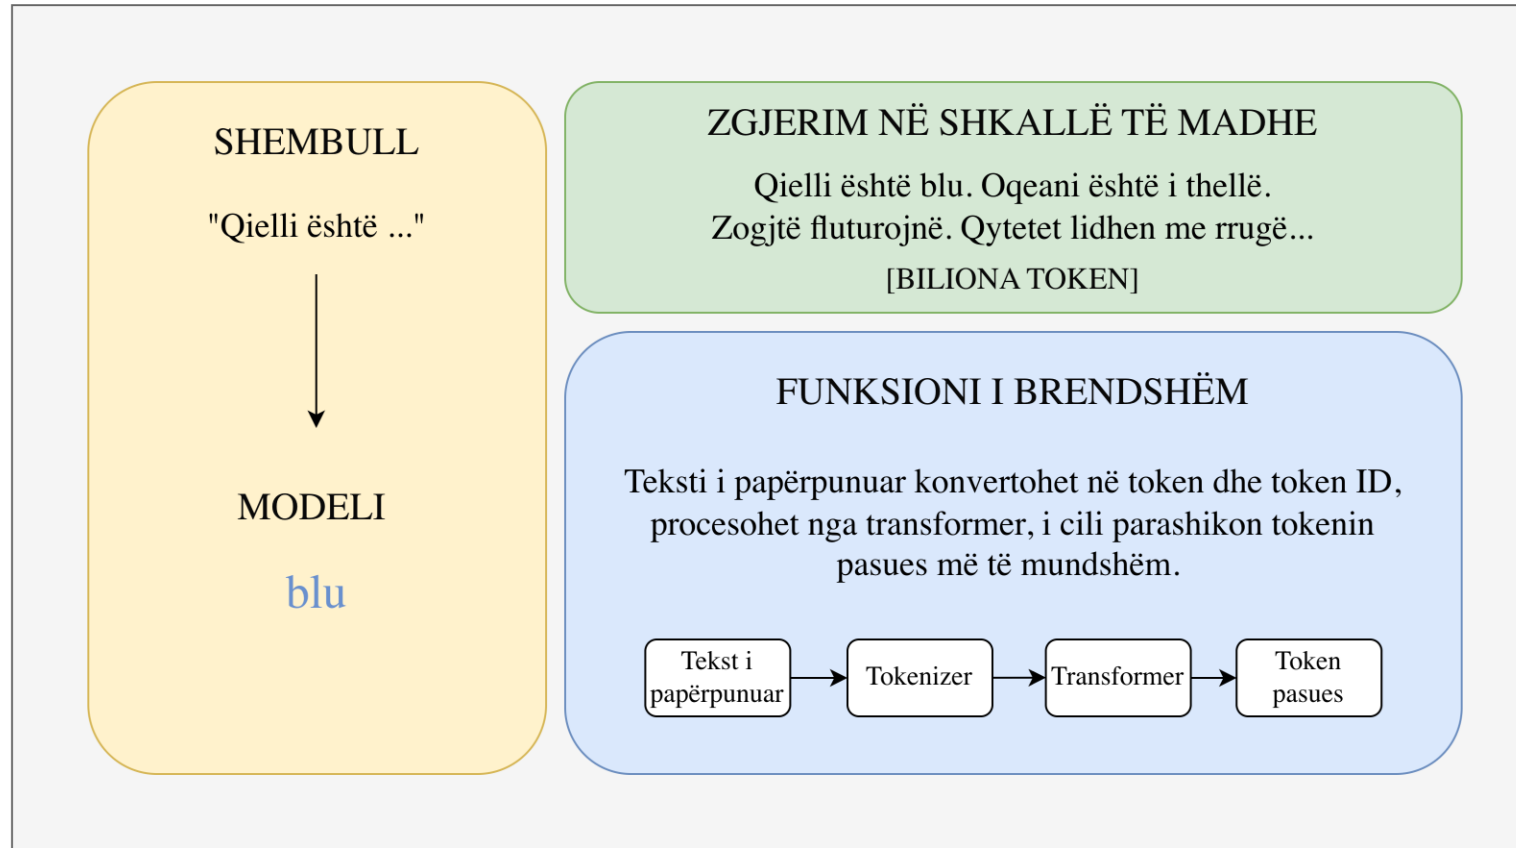 SHEMBULL
"Qielli është ..."
MODELI
blu
ZGJERIM NË SHKALLË TË MADHE
Qielli është blu. Oqeani është i thellë.
Zogjtë fluturojnë. Qytetet lidhen me rrugë...
[BILIONA TOKEN]
FUNKSIONI I BRENDSHËM
Teksti i papërpunuar konvertohet në token dhe token ID,
procesohet nga transformer, i cili parashikon tokenin
pasues më të mundshëm.
Tekst i
papërpunuar
Tokenizer
Transformer
Token
pasues